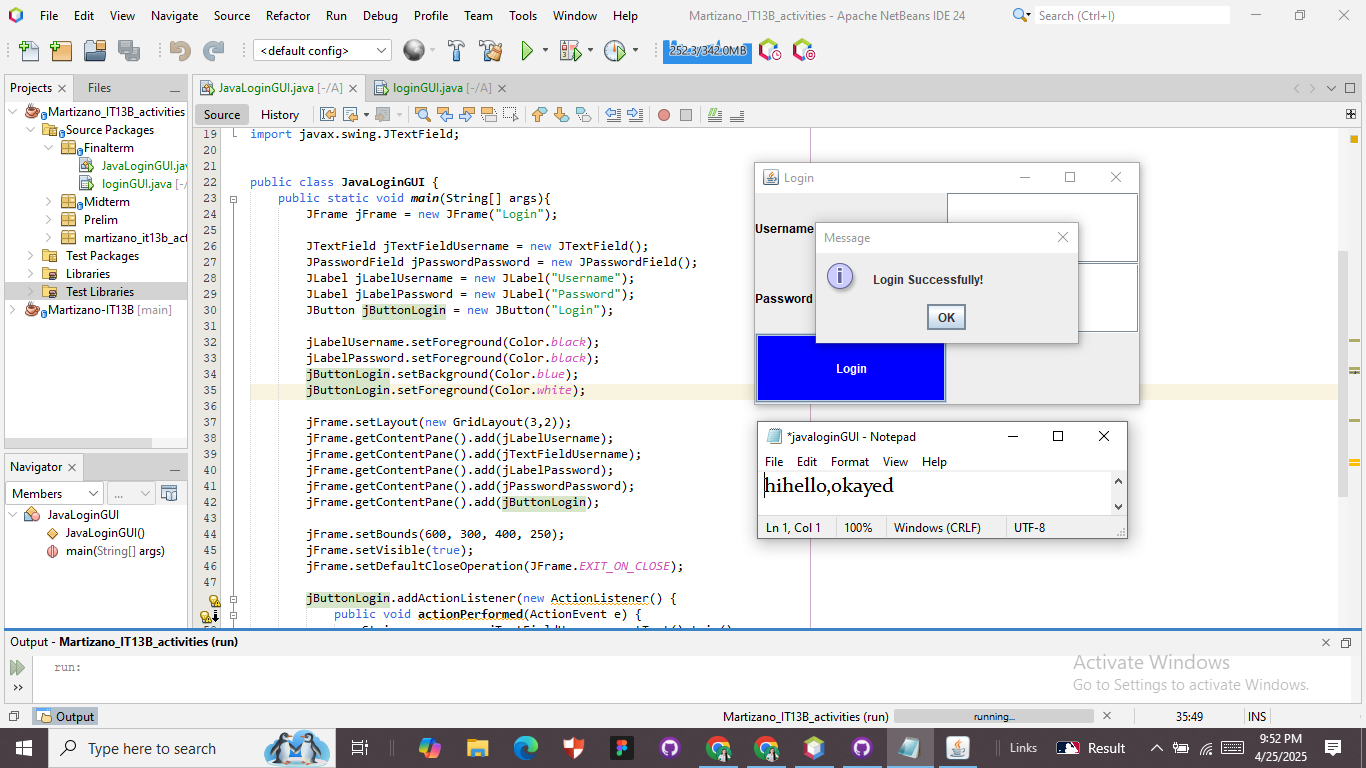 File Edit View Navigate Source Refactor Run Debug Profile Team Tools Window Help
Martizano_IT13B_activities - Apache NetBeans IDE 24
Search (Ctrl+I)
<default config>
252.3/342.0MB
Projects
Files
JavaLoginGUI.java [-/A]
loginGUI.java [-/A]
Source
History
Martizano_IT13B_activities
Source Packages
Finalterm
JavaLoginGUI.jav
loginGUI.java [-/
Midterm
Prelim
martizano_it13b_act
Test Packages
Libraries
Test Libraries
Martizano-IT13B [main]
Navigator
Members
...
JavaLoginGUI
JavaLoginGUI()
main(String[] args)
19 import javax.swing.JTextField;
20
21
22 public class JavaLoginGUI {
23 public static void main(String[] args){
24 JFrame jFrame = new JFrame("Login");
25
26 JTextField jTextFieldUsername = new JTextField();
27 JPasswordField jPasswordPassword = new JPasswordField();
28 JLabel jLabelUsername = new JLabel("Username");
29 JLabel jLabelPassword = new JLabel("Password");
30 JButton jButtonLogin = new JButton("Login");
31
32 jLabelUsername.setForeground(Color.black);
33 jLabelPassword.setForeground(Color.black);
34 jButtonLogin.setBackground(Color.blue);
35 jButtonLogin.setForeground(Color.white);
36
37 jFrame.setLayout(new GridLayout(3,2));
38 jFrame.getContentPane().add(jLabelUsername);
39 jFrame.getContentPane().add(jTextFieldUsername);
40 jFrame.getContentPane().add(jLabelPassword);
41 jFrame.getContentPane().add(jPasswordPassword);
42 jFrame.getContentPane().add(jButtonLogin);
43
44 jFrame.setBounds(600, 300, 400, 250);
45 jFrame.setVisible(true);
46 jFrame.setDefaultCloseOperation(JFrame.EXIT_ON_CLOSE);
47
jButtonLogin.addActionListener(new ActionListener() {
public void actionPerformed(ActionEvent e) {
Login
Username
Password
Login
Message
Login Successfully!
OK
*javaloginGUI - Notepad
File Edit Format View Help
hihello,okayed
Ln 1, Col 1 100% Windows (CRLF) UTF-8
Output - Martizano_IT13B_activities (run)
run:
Activate Windows
Go to Settings to activate Windows.
Output
Martizano_IT13B_activities (run)
running...
35:49
INS
Type here to search
Links
Result
9:52 PM
4/25/2025